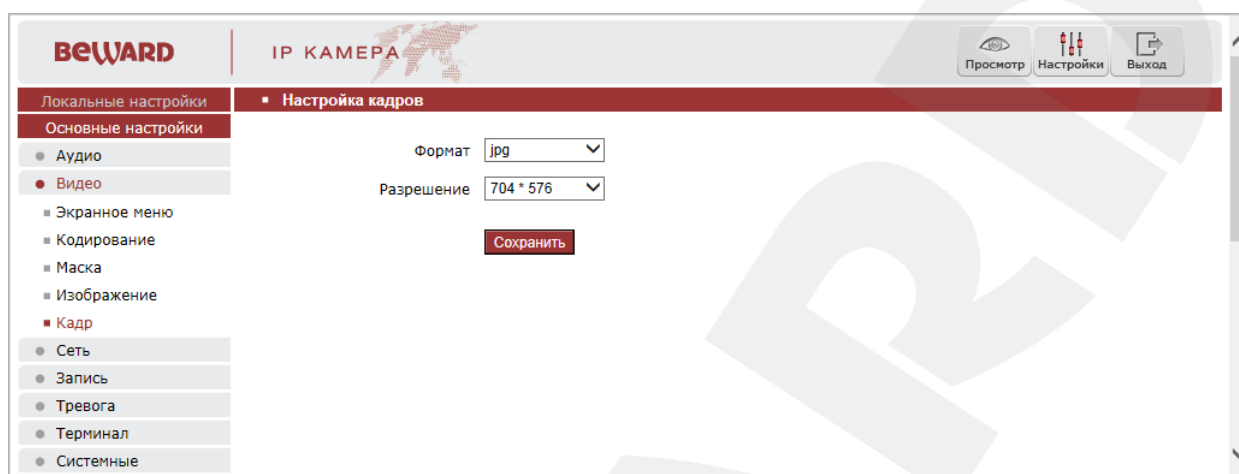 BEWARD
IP КАМЕРА
Просмотр
Настройки
Выход
Локальные настройки
Настройка кадров
Основные настройки
Аудио
Видео
Экранное меню
Кодирование
Маска
Изображение
Кадр
Сеть
Запись
Тревога
Терминал
Системные
Формат
jpg
Разрешение
704 * 576
Сохранить